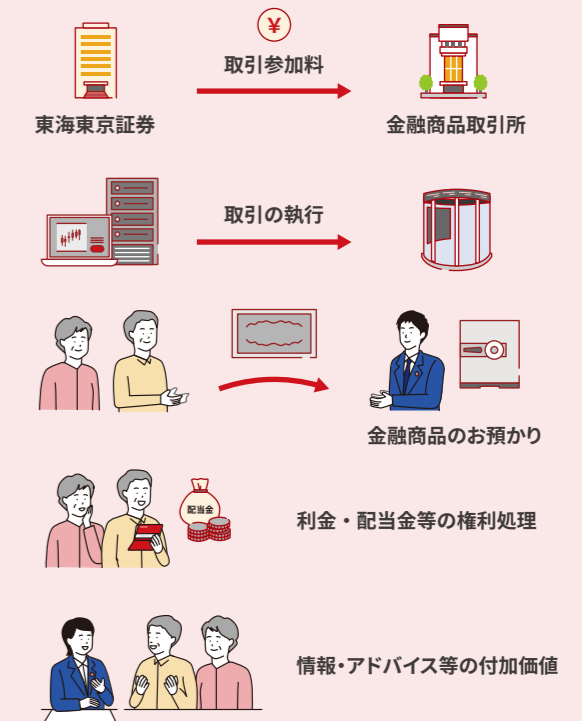 ¥
取引参加料
東海東京証券
金融商品取引所
取引の執行
金融商品のお預かり
¥
配当金
利金・配当金等の権利処理
情報・アドバイス等の付加価値